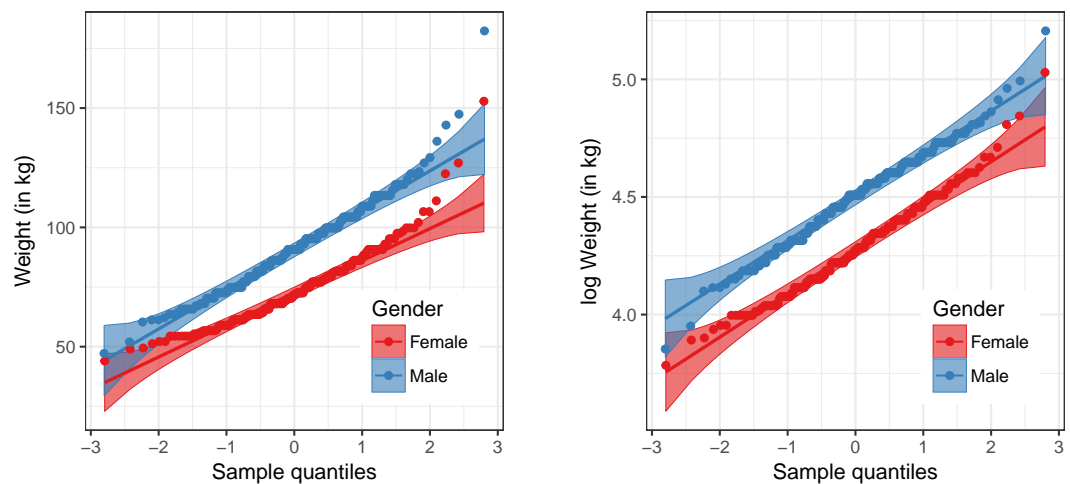 Weight (in kg)
150
100
50
−3
−2
−1
0
1
2
3
Sample quantiles
Gender
Female
Male
log Weight (in kg)
5.0
4.5
4.0
−3
−2
−1
0
1
2
3
Sample quantiles
Gender
Female
Male